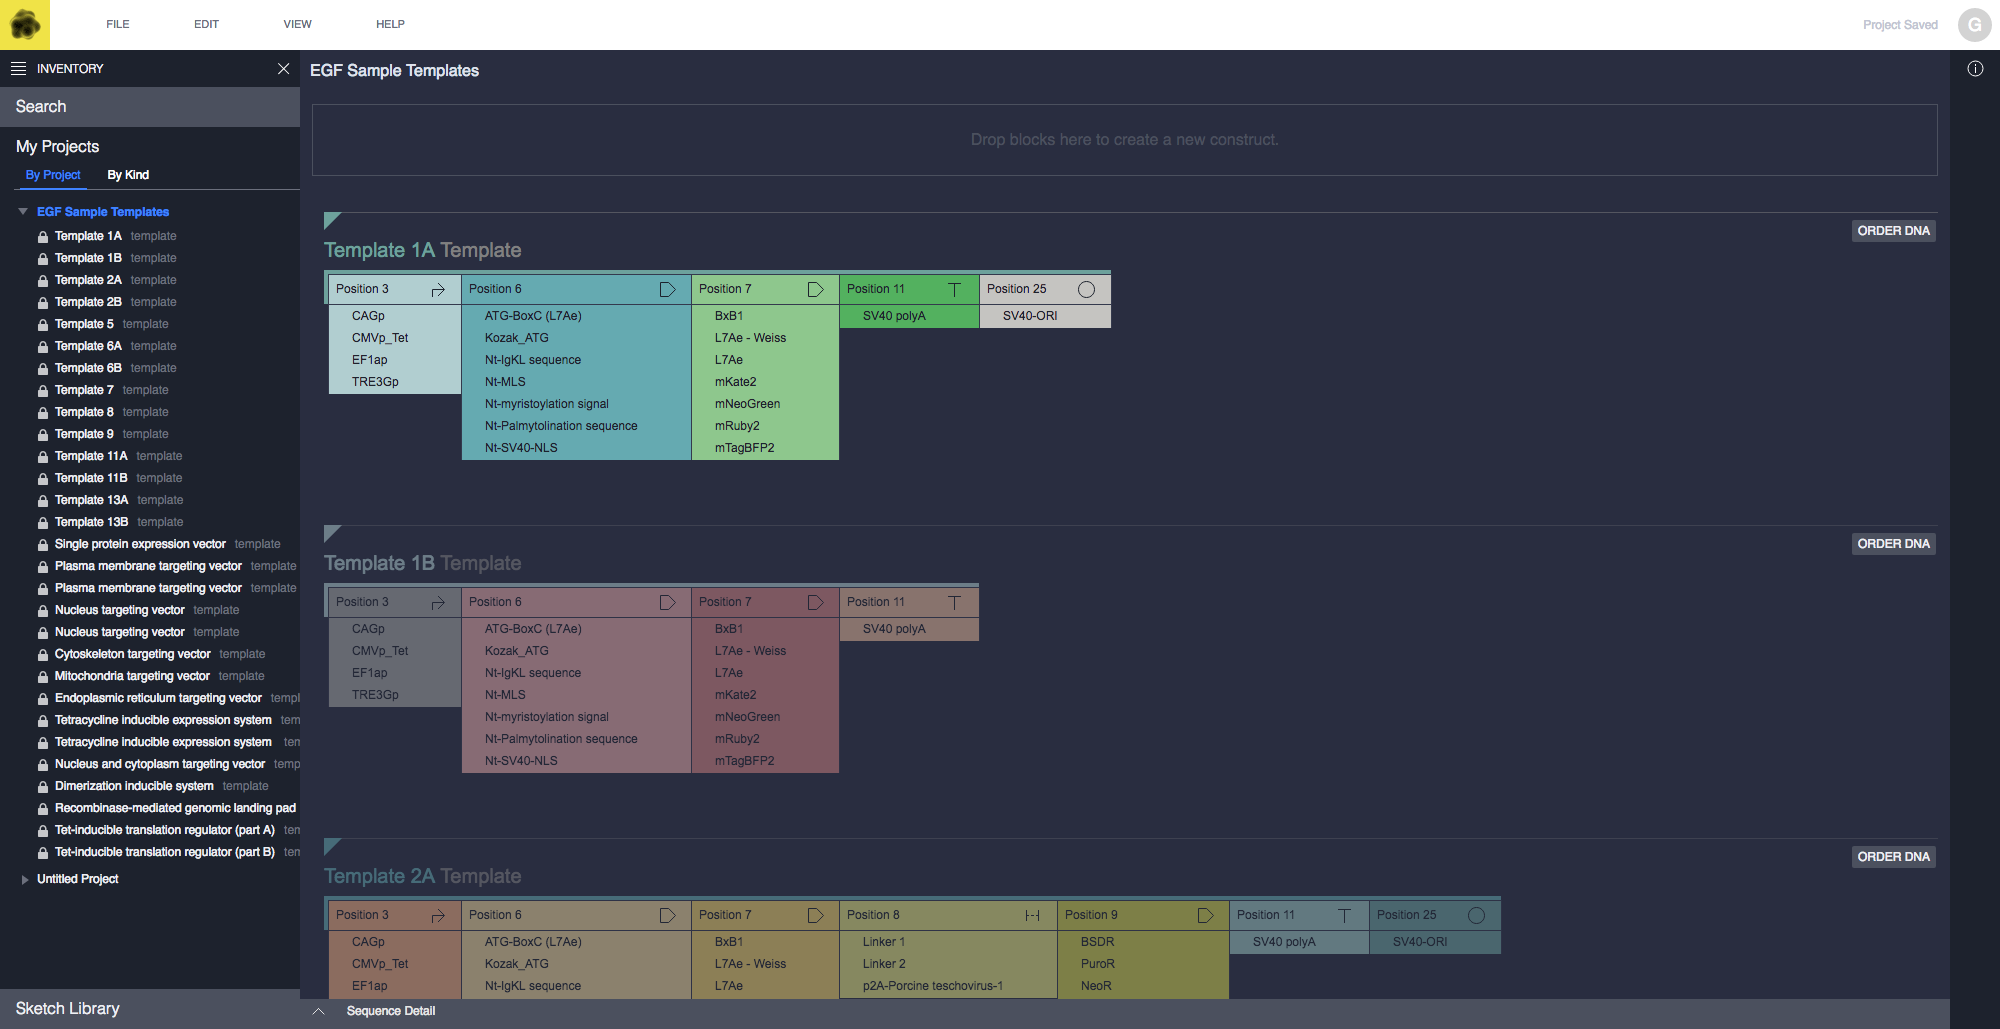 FILE EDIT VIEW HELP Project Saved G
INVENTORY
Search
My Projects
By Project By Kind
EGF Sample Templates
Template 1A template
Template 1B template
Template 2A template
Template 2B template
Template 5 template
Template 6A template
Template 6B template
Template 7 template
Template 8 template
Template 9 template
Template 11A template
Template 11B template
Template 13A template
Template 13B template
Single protein expression vector template
Plasma membrane targeting vector template
Plasma membrane targeting vector template
Nucleus targeting vector template
Nucleus targeting vector template
Cytoskeleton targeting vector template
Mitochondria targeting vector template
Endoplasmic reticulum targeting vector templ
Tetracycline inducible expression system tem
Tetracycline inducible expression system ten
Nucleus and cytoplasm targeting vector temp
Dimerization inducible system template
Recombinase-mediated genomic landing pad
Tet-inducible translation regulator (part A) ten
Tet-inducible translation regulator (part B) ten
Untitled Project
Sketch Library
EGF Sample Templates
Drop blocks here to create a new construct.
ORDER DNA
Template 1A Template
Position 3 Position 6 Position 7 Position 11 Position 25
CAGp ATG-BoxC (L7Ae) BxB1 SV40 polyA SV40-ORI
CMVp_Tet Kozak_ATG L7Ae - Weiss
EF1ap Nt-IgKL sequence L7Ae
TRE3Gp Nt-MLS mKate2
Nt-myristoylation signal mNeoGreen
Nt-Palmytolination sequence mRuby2
Nt-SV40-NLS mTagBFP2
ORDER DNA
Template 1B Template
Position 3 Position 6 Position 7 Position 11
CAGp ATG-BoxC (L7Ae) BxB1 SV40 polyA
CMVp_Tet Kozak_ATG L7Ae - Weiss
EF1ap Nt-IgKL sequence L7Ae
TRE3Gp Nt-MLS mKate2
Nt-myristoylation signal mNeoGreen
Nt-Palmytolination sequence mRuby2
Nt-SV40-NLS mTagBFP2
ORDER DNA
Template 2A Template
Position 3 Position 6 Position 7 Position 8 Position 9 Position 11 Position 25
CAGp ATG-BoxC (L7Ae) BxB1 Linker 1 BSDR SV40 polyA SV40-ORI
CMVp_Tet Kozak_ATG L7Ae - Weiss Linker 2 PuroR
EF1ap Nt-IgKL sequence L7Ae p2A-Porcine teschovirus-1 NeoR
Sequence Detail